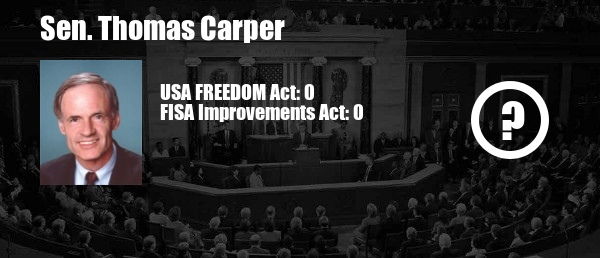 Sen. Thomas Carper
USA FREEDOM Act: 0
FISA Improvements Act: 0
?